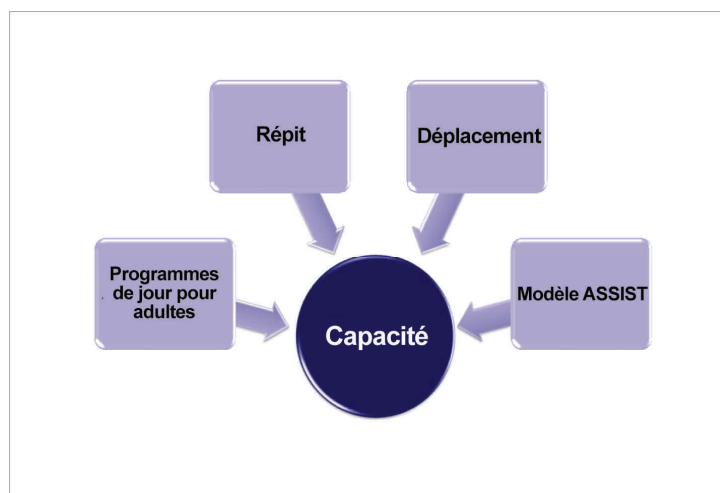 Répit
Déplacement
Programmes
de jour pour
adultes
Modèle ASSIST
Capacité